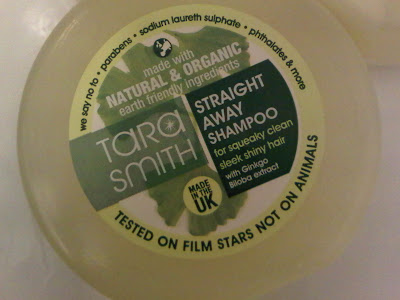 we say no to • parabens • sodium laureth sulphate • phthalates & more
made with
NATURAL & ORGANIC
earth friendly ingredients
TARA
SMITH
STRAIGHT
AWAY
SHAMPOO
for squeaky clean
sleek shiny hair
with Ginkgo
Biloba extract
MADE
IN THE
UK
TESTED ON FILM STARS NOT ON ANIMALS